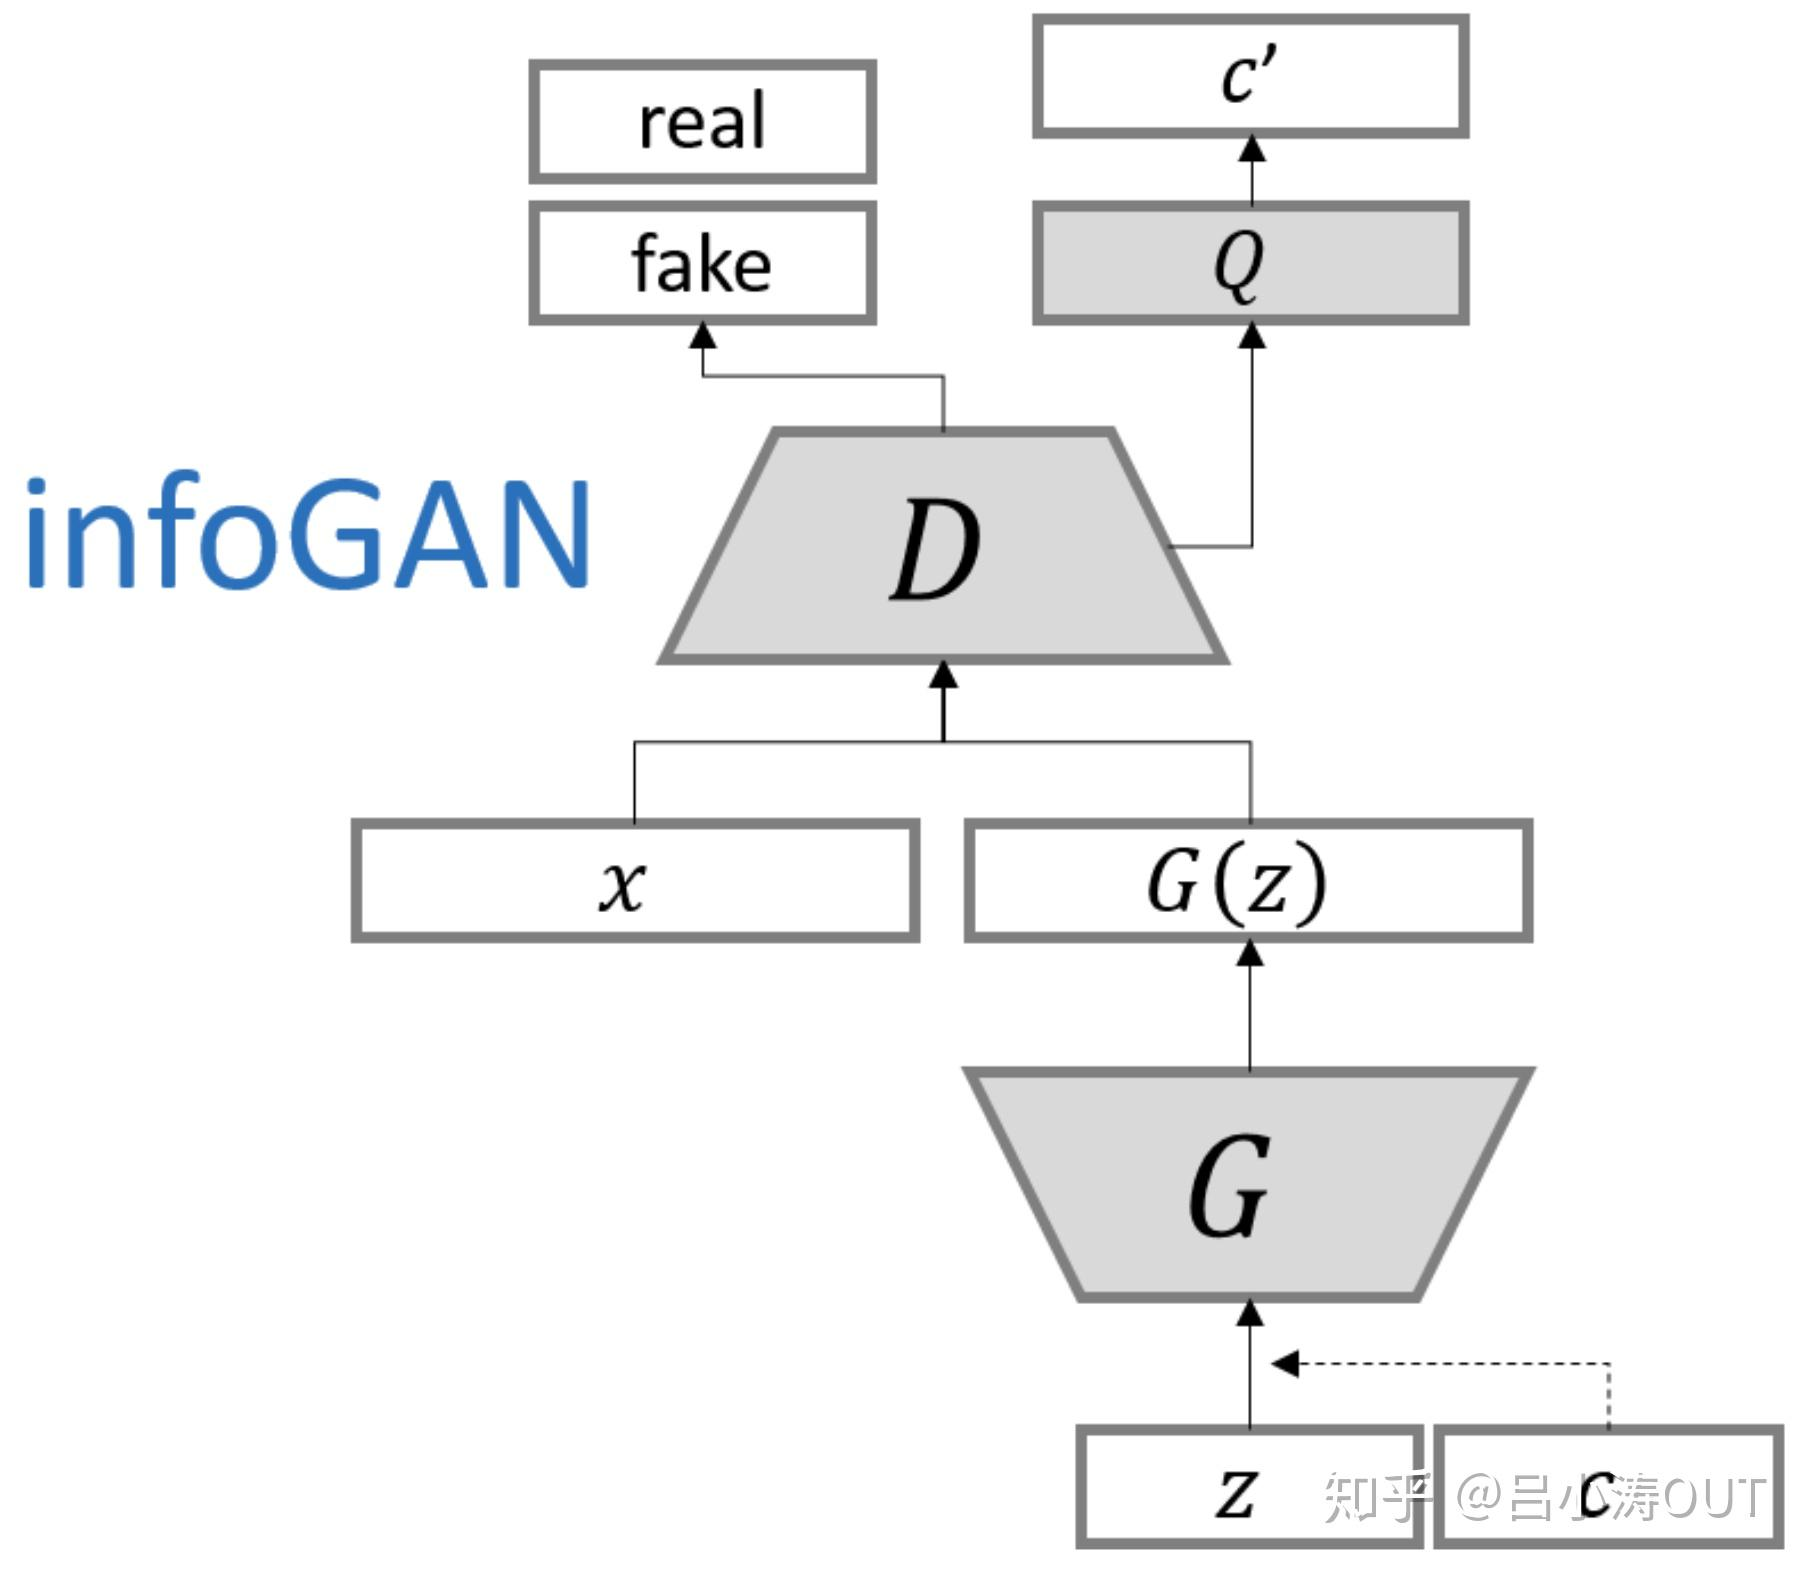 c′
real
fake
Q
infoGAN
D
x
G(z)
G
z
c
知乎 @吕小涛OUT